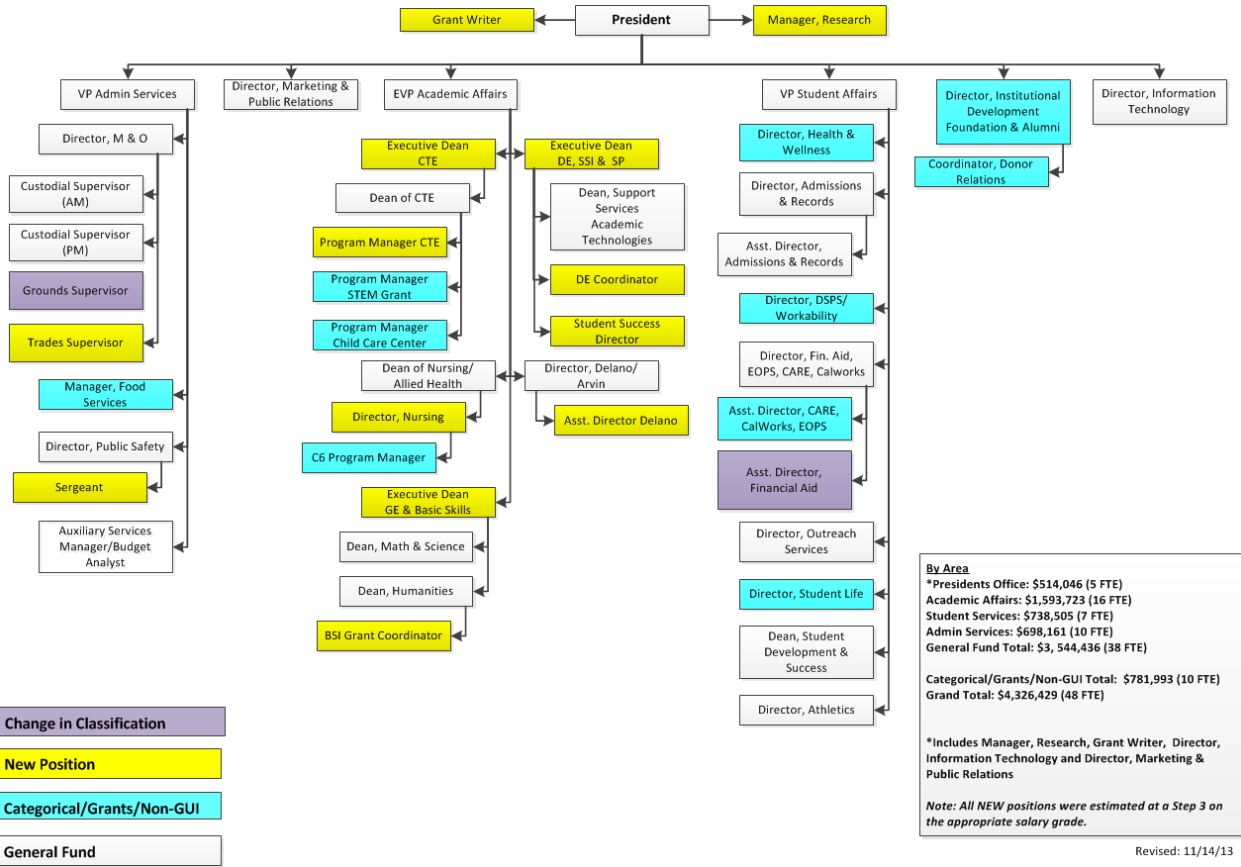 Grant Writer
President
Manager, Research
VP Admin Services
Director, Marketing &
Public Relations
EVP Academic Affairs
VP Student Affairs
Director, Institutional
Development
Foundation & Alumni
Director, Information
Technology
Director, M & O
Custodial Supervisor
(AM)
Custodial Supervisor
(PM)
Grounds Supervisor
Trades Supervisor
Manager, Food
Services
Director, Public Safety
Sergeant
Auxiliary Services
Manager/Budget
Analyst
Executive Dean
CTE
Dean of CTE
Program Manager CTE
Program Manager
STEM Grant
Program Manager
Child Care Center
Dean of Nursing/
Allied Health
Director, Nursing
C6 Program Manager
Executive Dean
GE & Basic Skills
Dean, Math & Science
Dean, Humanities
BSI Grant Coordinator
Executive Dean
DE, SSI & SP
Dean, Support
Services
Academic
Technologies
DE Coordinator
Student Success
Director
Director, Delano/
Arvin
Asst. Director Delano
Director, Health &
Wellness
Director, Admissions
& Records
Asst. Director,
Admissions & Records
Director, DSPS/
Workability
Director, Fin. Aid,
EOPS, CARE, Calworks
Asst. Director, CARE,
CalWorks, EOPS
Asst. Director,
Financial Aid
Director, Outreach
Services
Director, Student Life
Dean, Student
Development &
Success
Director, Athletics
Coordinator, Donor
Relations
By Area
*Presidents Office: $514,046 (5 FTE)
Academic Affairs: $1,593,723 (16 FTE)
Student Services: $738,505 (7 FTE)
Admin Services: $698,161 (10 FTE)
General Fund Total: $3, 544,436 (38 FTE)
Categorical/Grants/Non-GUI Total: $781,993 (10 FTE)
Grand Total: $4,326,429 (48 FTE)
*Includes Manager, Research, Grant Writer, Director,
Information Technology and Director, Marketing &
Public Relations
Note: All NEW positions were estimated at a Step 3 on
the appropriate salary grade.
Change in Classification
New Position
Categorical/Grants/Non-GUI
General Fund
Revised: 11/14/13